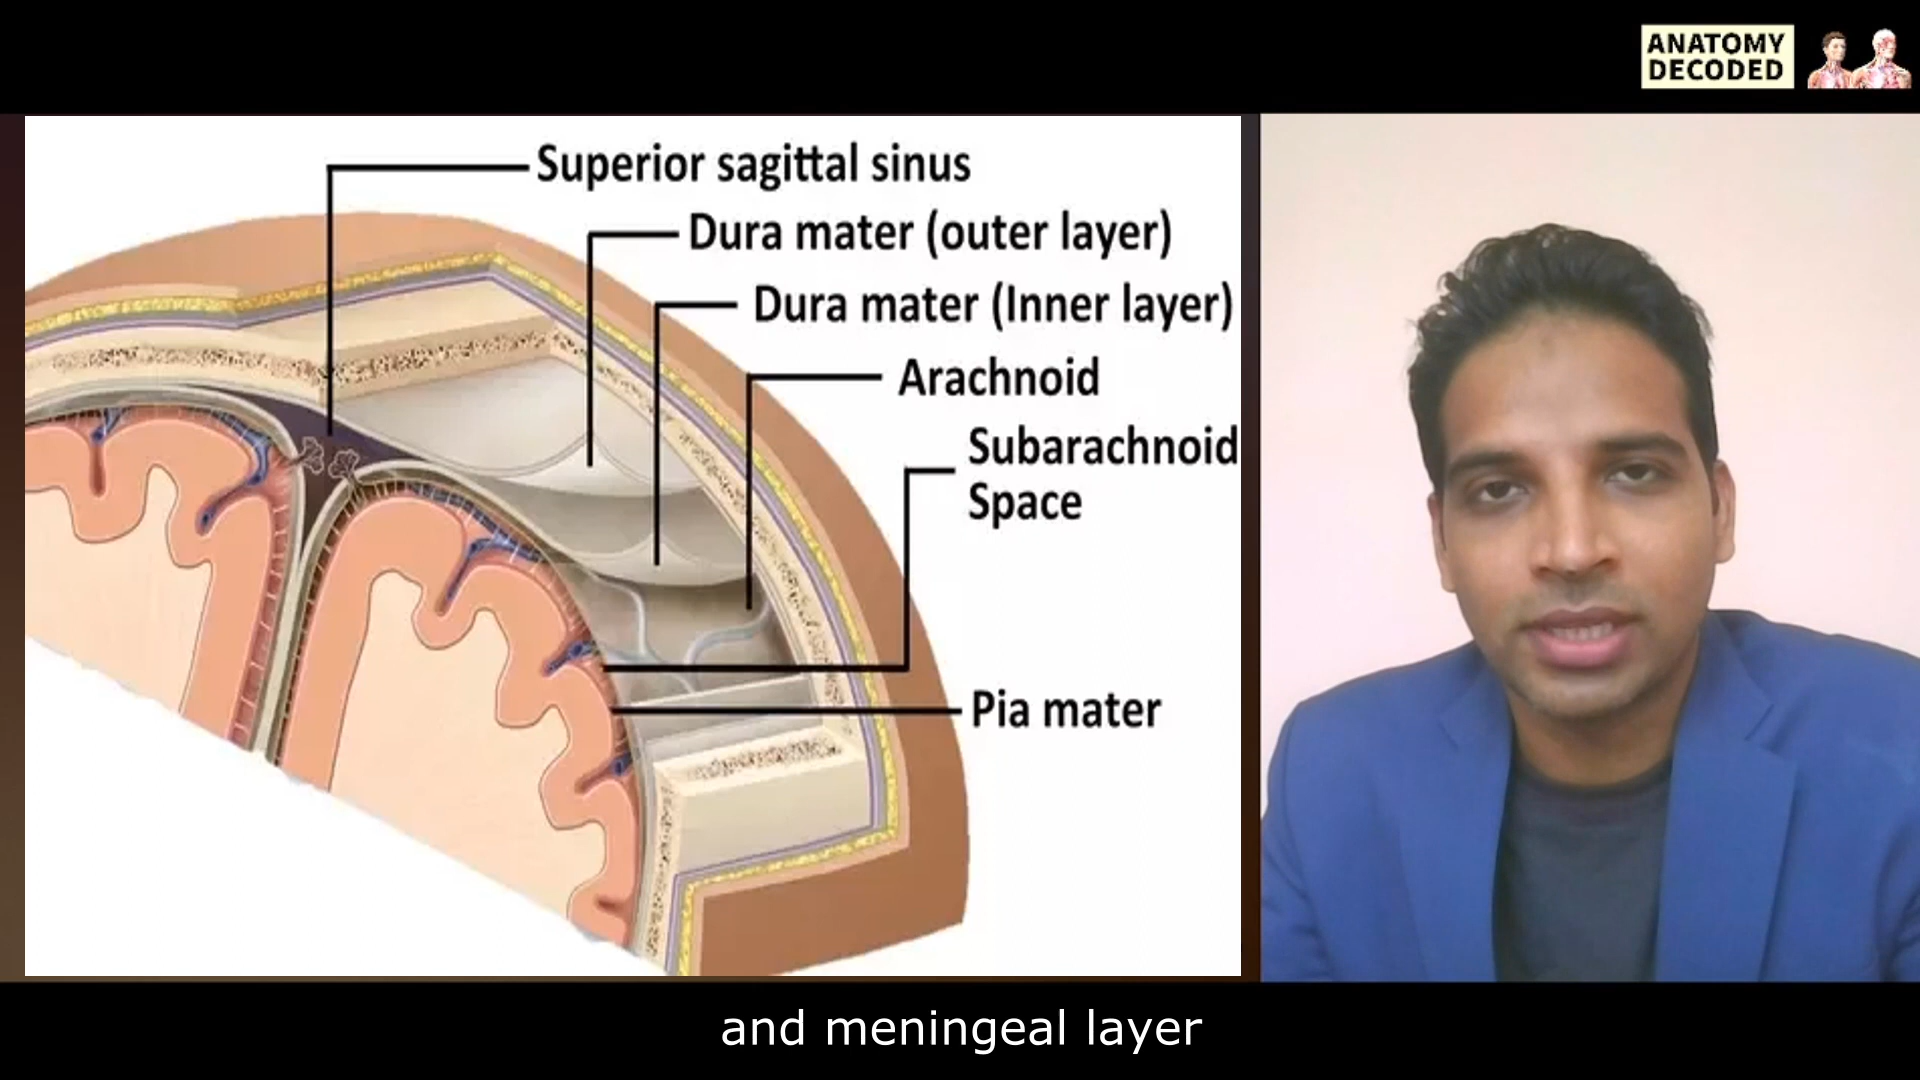 ANATOMY
DECODED
Superior sagittal sinus
Dura mater (outer layer)
Dura mater (Inner layer)
Arachnoid
Subarachnoid
Space
Pia mater
and meningeal layer